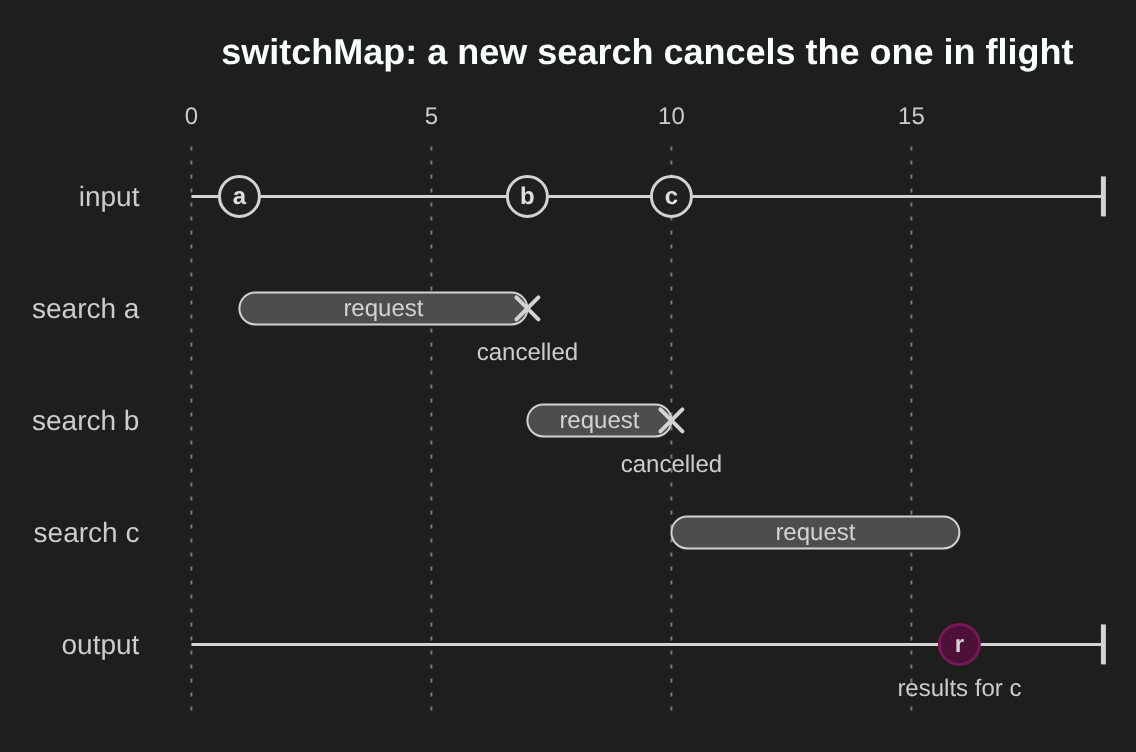 switchMap: a new search cancels the one in flight
0 5 10 15
input a b c
search a request
cancelled
search b request
cancelled
search c request
output r
results for c